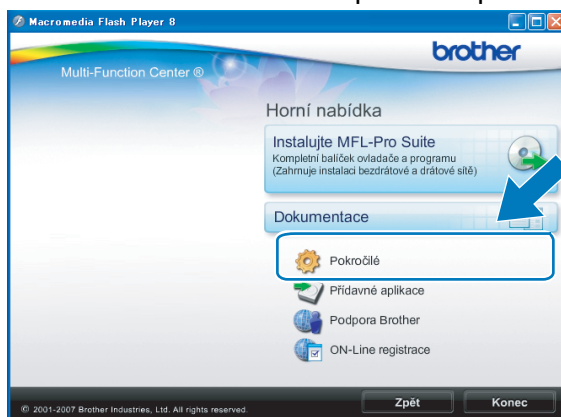 Macromedia Flash Player 8
brother
Multi-Function Center ®
Horní nabídka
Instalujte MFL-Pro Suite
Kompletní balíček ovladače a programu
(Zahrnuje instalaci bezdrátové a drátové sítě)
Dokumentace
Pokročilé
Přídavné aplikace
Podpora Brother
ON-Line registrace
© 2001-2007 Brother Industries, Ltd. All rights reserved.
Zpět
Konec